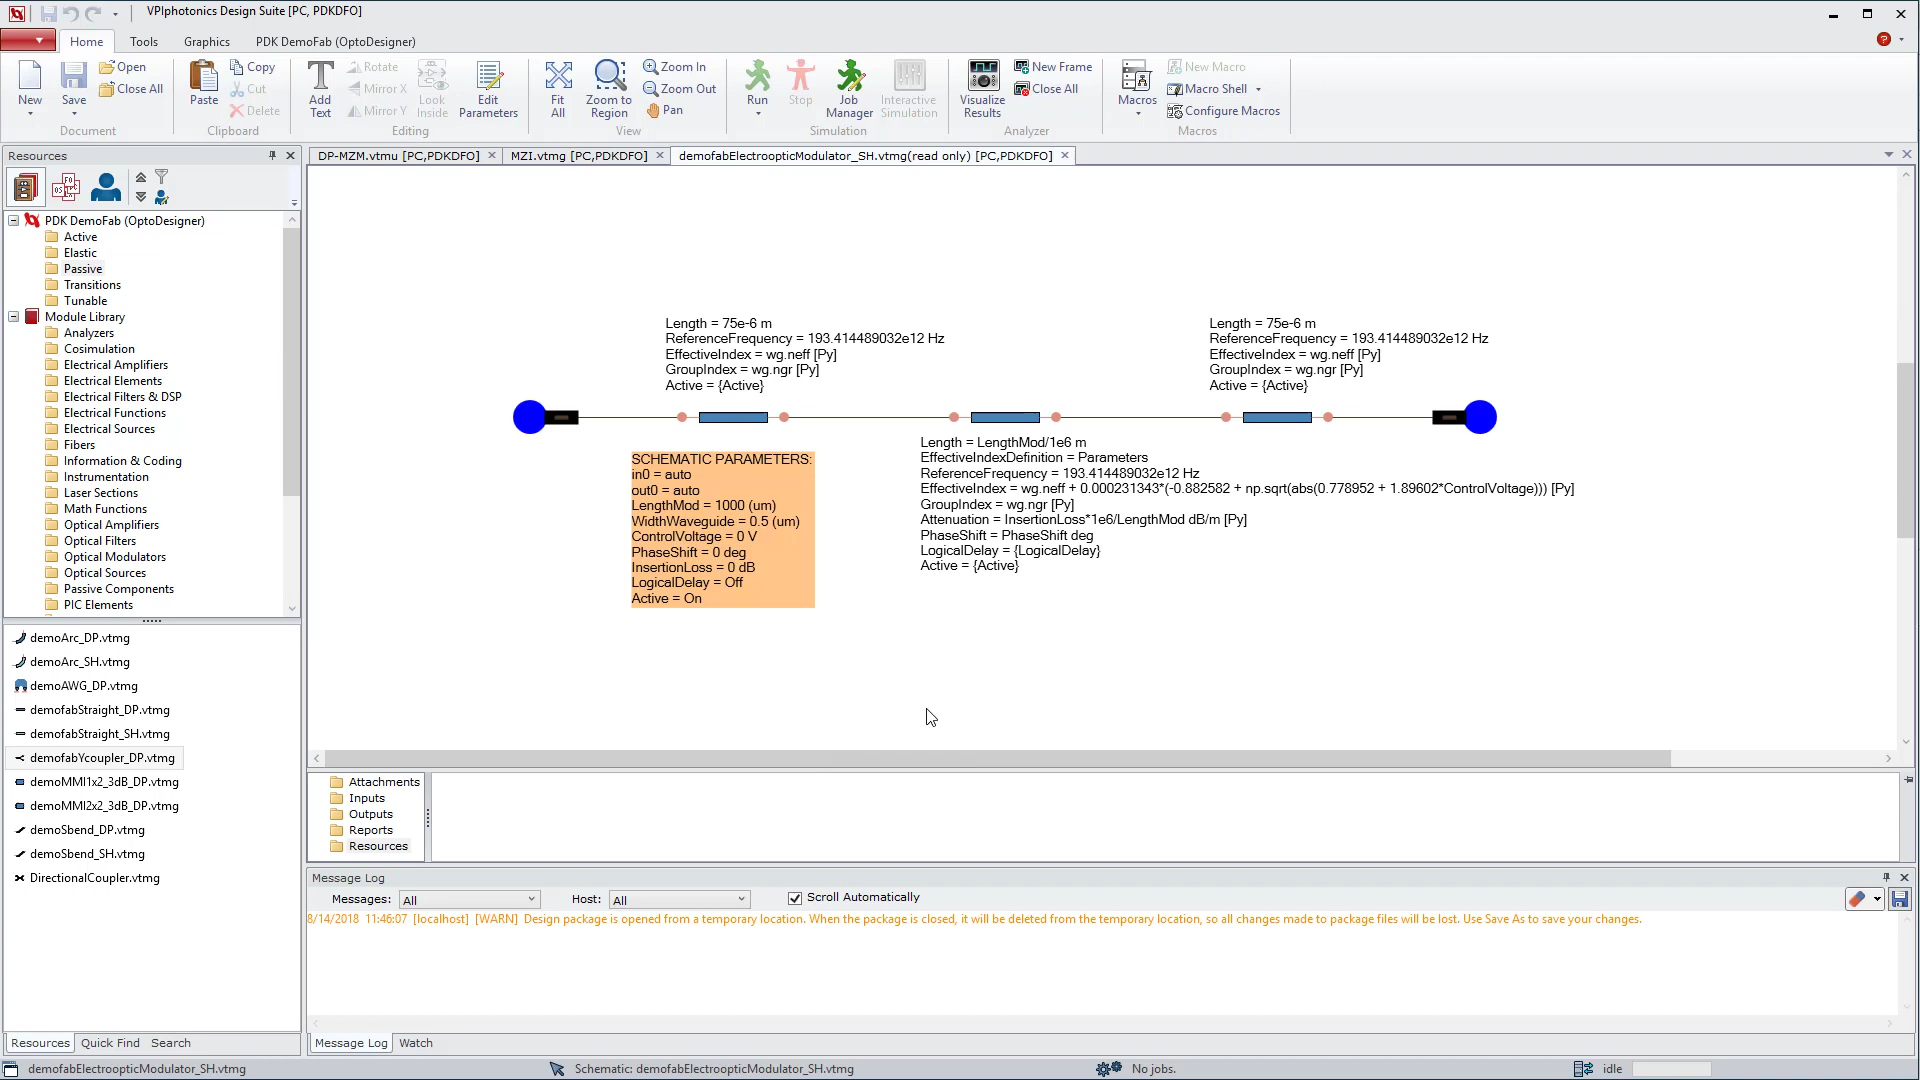 VPIphotonics Design Suite [PC, PDKDFO]
Home
Tools
Graphics
PDK DemoFab (OptoDesigner)
New
Save
Open
Close All
Document
Paste
Copy
Cut
Delete
Clipboard
Add Text
Rotate
Mirror X
Mirror Y
Look Inside
Edit Parameters
Editing
Fit All
Zoom to Region
Zoom In
Zoom Out
Pan
View
Run
Stop
Job Manager
Interactive Simulation
Simulation
Visualize Results
New Frame
Close All
Analyzer
Macros
New Macro
Macro Shell
Configure Macros
Macros
Resources
DP-MZM.vtmu [PC,PDKDFO]
MZI.vtmg [PC,PDKDFO]
demofabElectroopticModulator_SH.vtmg(read only) [PC,PDKDFO]
PDK DemoFab (OptoDesigner)
Active
Elastic
Passive
Transitions
Tunable
Module Library
Analyzers
Cosimulation
Electrical Amplifiers
Electrical Elements
Electrical Filters & DSP
Electrical Functions
Electrical Sources
Fibers
Information & Coding
Instrumentation
Laser Sections
Math Functions
Optical Amplifiers
Optical Filters
Optical Modulators
Optical Sources
Passive Components
PIC Elements
demoArc_DP.vtmg
demoArc_SH.vtmg
demoAWG_DP.vtmg
demofabStraight_DP.vtmg
demofabStraight_SH.vtmg
demofabYcoupler_DP.vtmg
demoMMI1x2_3dB_DP.vtmg
demoMMI2x2_3dB_DP.vtmg
demoSbend_DP.vtmg
demoSbend_SH.vtmg
DirectionalCoupler.vtmg
Resources
Quick Find
Search
Length = 75e-6 m
ReferenceFrequency = 193.414489032e12 Hz
EffectiveIndex = wg.neff [Py]
GroupIndex = wg.ngr [Py]
Active = {Active}
Length = 75e-6 m
ReferenceFrequency = 193.414489032e12 Hz
EffectiveIndex = wg.neff [Py]
GroupIndex = wg.ngr [Py]
Active = {Active}
SCHEMATIC PARAMETERS:
in0 = auto
out0 = auto
LengthMod = 1000 (um)
WidthWaveguide = 0.5 (um)
ControlVoltage = 0 V
PhaseShift = 0 deg
InsertionLoss = 0 dB
LogicalDelay = Off
Active = On
Length = LengthMod/1e6 m
EffectiveIndexDefinition = Parameters
ReferenceFrequency = 193.414489032e12 Hz
EffectiveIndex = wg.neff + 0.000231343*(-0.882582 + np.sqrt(abs(0.778952 + 1.89602*ControlVoltage))) [Py]
GroupIndex = wg.ngr [Py]
Attenuation = InsertionLoss*1e6/LengthMod dB/m [Py]
PhaseShift = PhaseShift deg
LogicalDelay = {LogicalDelay}
Active = {Active}
Attachments
Inputs
Outputs
Reports
Resources
Message Log
Messages: All
Host: All
Scroll Automatically
8/14/2018 11:46:07 [localhost] [WARN] Design package is opened from a temporary location. When the package is closed, it will be deleted from the temporary location, so all changes made to package files will be lost. Use Save As to save your changes.
Message Log
Watch
demofabElectroopticModulator_SH.vtmg
Schematic: demofabElectroopticModulator_SH.vtmg
No jobs.
idle